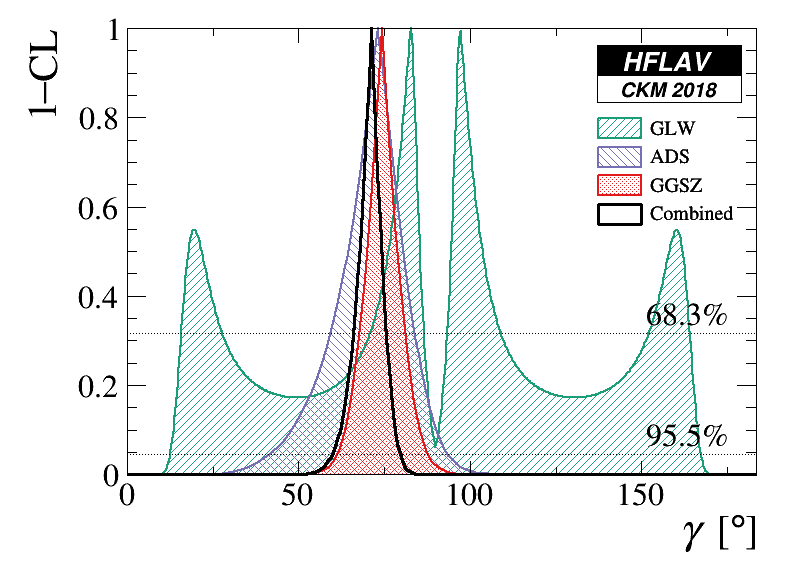 1–CL
1
0.8
0.6
0.4
0.2
0
HFLAV
CKM 2018
GLW
ADS
GGSZ
Combined
68.3%
95.5%
0 50 100 150
γ [°]